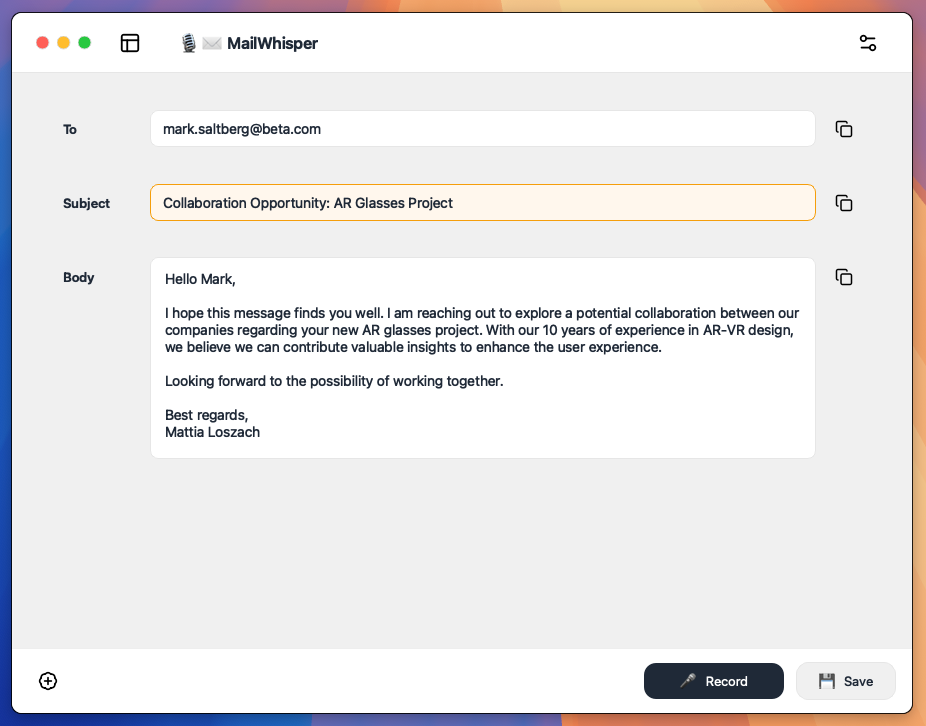 MailWhisper
To
mark.saltberg@beta.com
Subject
Collaboration Opportunity: AR Glasses Project
Body
Hello Mark,
I hope this message finds you well. I am reaching out to explore a potential collaboration between our
companies regarding your new AR glasses project. With our 10 years of experience in AR-VR design,
we believe we can contribute valuable insights to enhance the user experience.
Looking forward to the possibility of working together.
Best regards,
Mattia Loszach
Record
Save